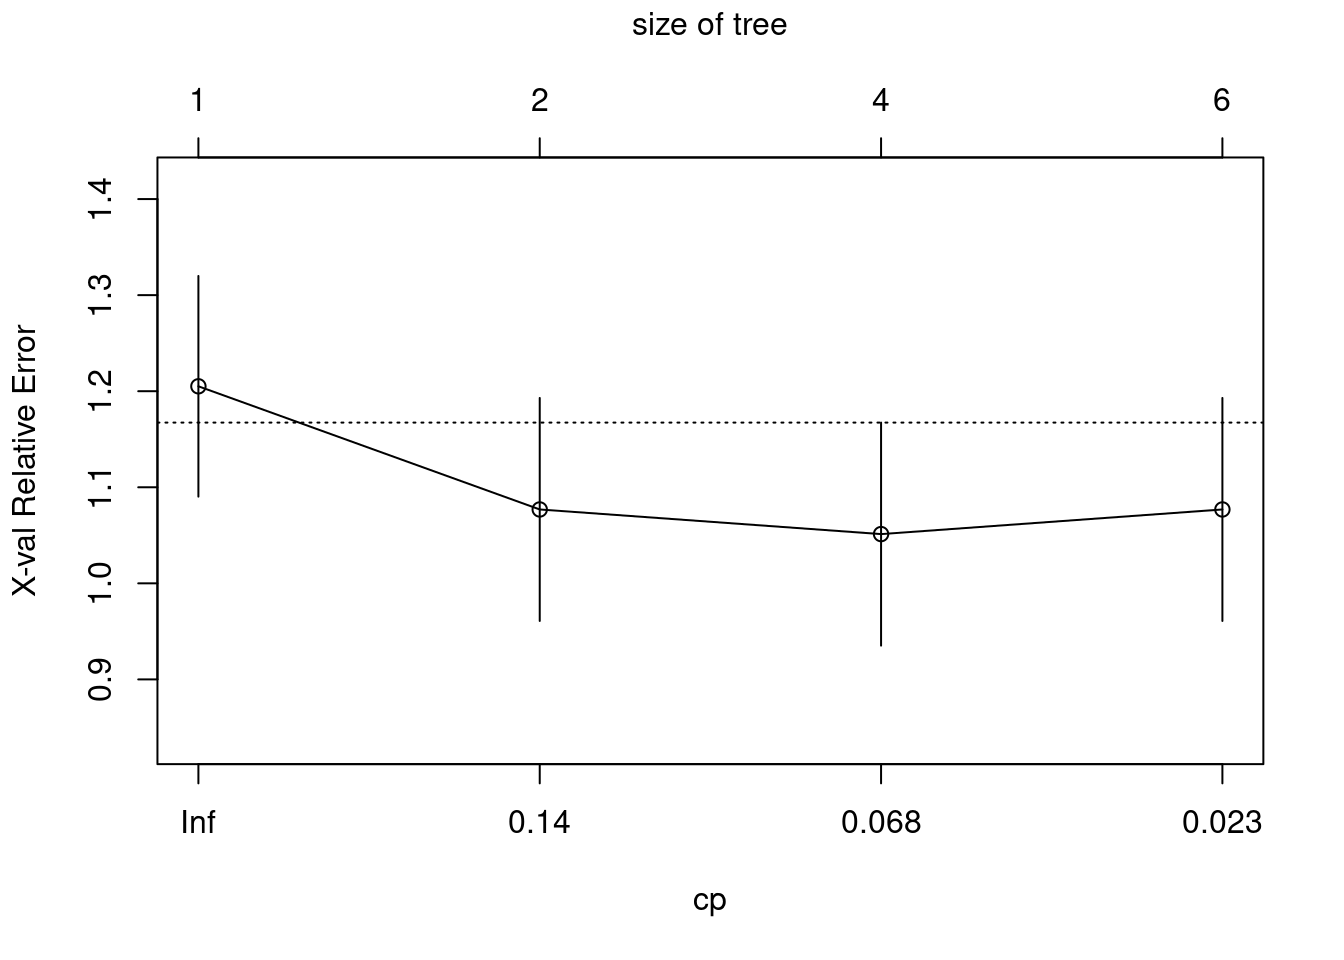 size of tree
1 2 4 6
X-val Relative Error
1.4
1.3
1.2
1.1
1.0
0.9
Inf 0.14 0.068 0.023
cp